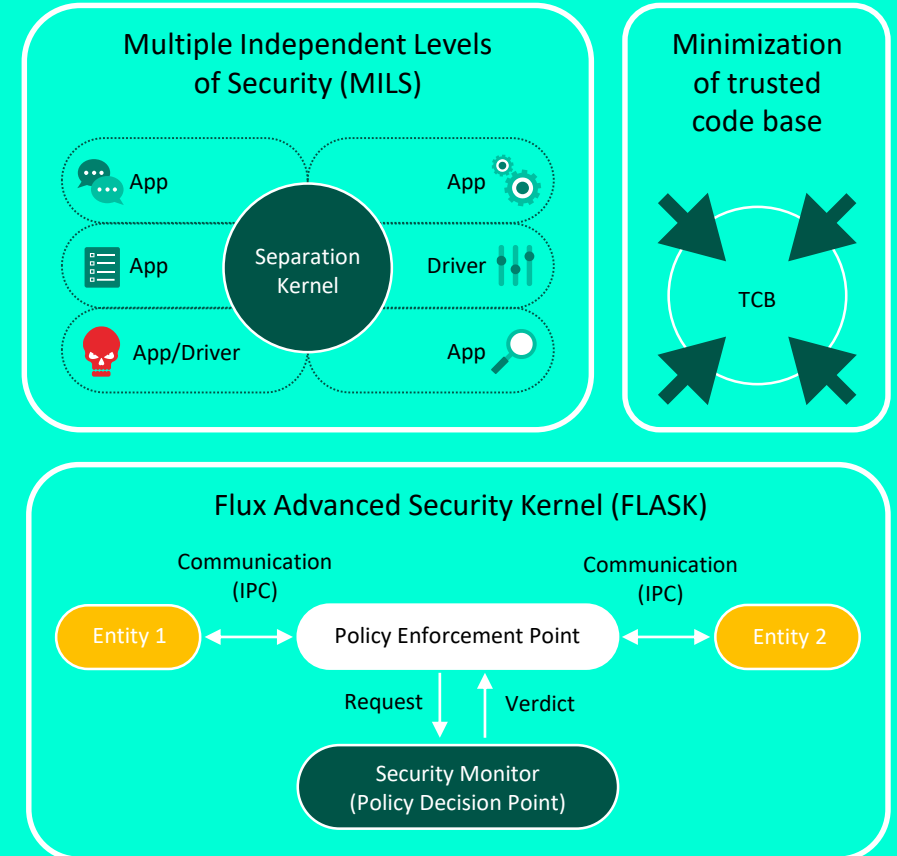 Multiple Independent Levels
of Security (MILS)
App
App
App
Driver
App/Driver
App
Separation
Kernel
Minimization
of trusted
code base
TCB
Flux Advanced Security Kernel (FLASK)
Communication
(IPC)
Communication
(IPC)
Entity 1
Policy Enforcement Point
Entity 2
Request
Verdict
Security Monitor
(Policy Decision Point)